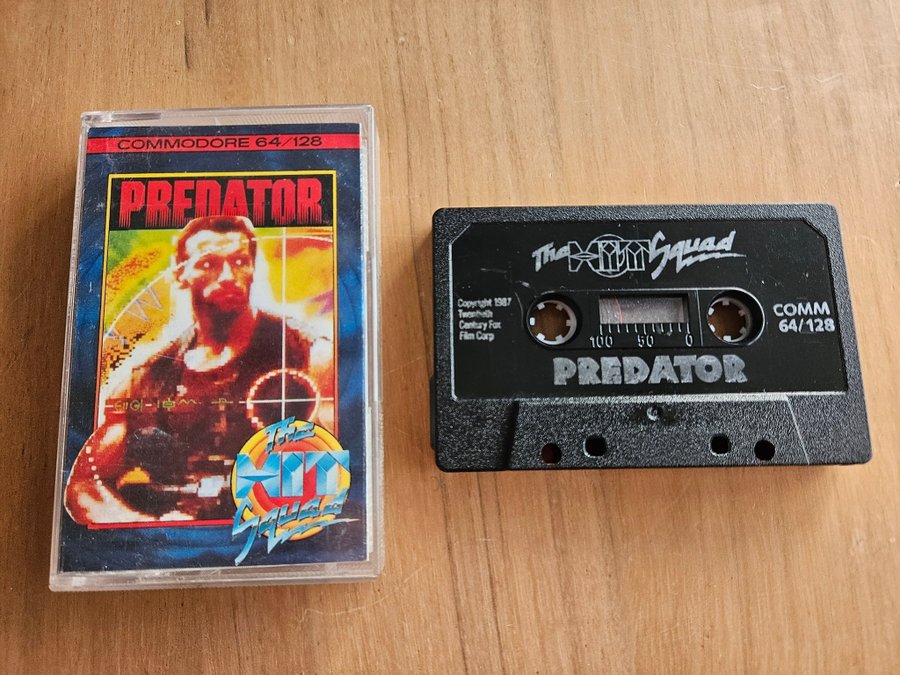 COMMODORE 64/128
PREDATOR
The
HIT
Squad
The HIT Squad
Copyright 1987
Twentieth
Century Fox
Film Corp
100 50 0
COMM
64/128
PREDATOR